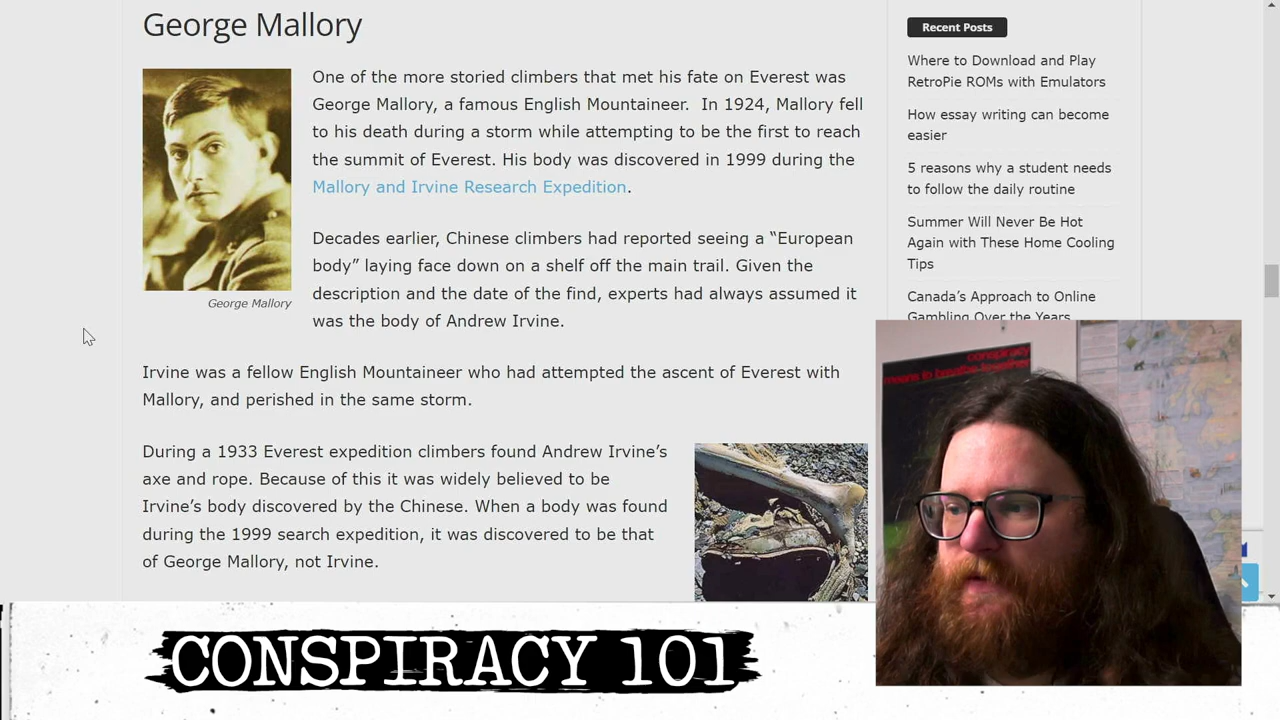 George Mallory
One of the more storied climbers that met his fate on Everest was
George Mallory, a famous English Mountaineer. In 1924, Mallory fell
to his death during a storm while attempting to be the first to reach
the summit of Everest. His body was discovered in 1999 during the
Mallory and Irvine Research Expedition.
Decades earlier, Chinese climbers had reported seeing a “European
body” laying face down on a shelf off the main trail. Given the
description and the date of the find, experts had always assumed it
was the body of Andrew Irvine.
George Mallory
Irvine was a fellow English Mountaineer who had attempted the ascent of Everest with
Mallory, and perished in the same storm.
During a 1933 Everest expedition climbers found Andrew Irvine’s
axe and rope. Because of this it was widely believed to be
Irvine’s body discovered by the Chinese. When a body was found
during the 1999 search expedition, it was discovered to be that
of George Mallory, not Irvine.
Recent Posts
Where to Download and Play
RetroPie ROMs with Emulators
How essay writing can become
easier
5 reasons why a student needs
to follow the daily routine
Summer Will Never Be Hot
Again with These Home Cooling
Tips
Canada’s Approach to Online
Gambling Over the Years
conspiracy
means to breathe together
CONSPIRACY 101